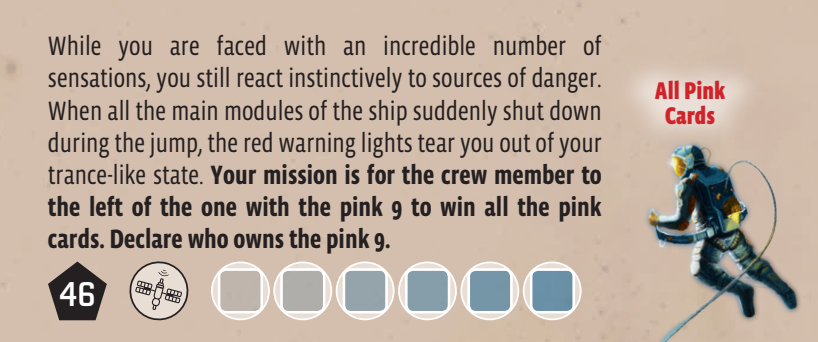 While you are faced with an incredible number of
sensations, you still react instinctively to sources of danger.
When all the main modules of the ship suddenly shut down
during the jump, the red warning lights tear you out of your
trance-like state. Your mission is for the crew member to
the left of the one with the pink 9 to win all the pink
cards. Declare who owns the pink 9.
All Pink
Cards
46